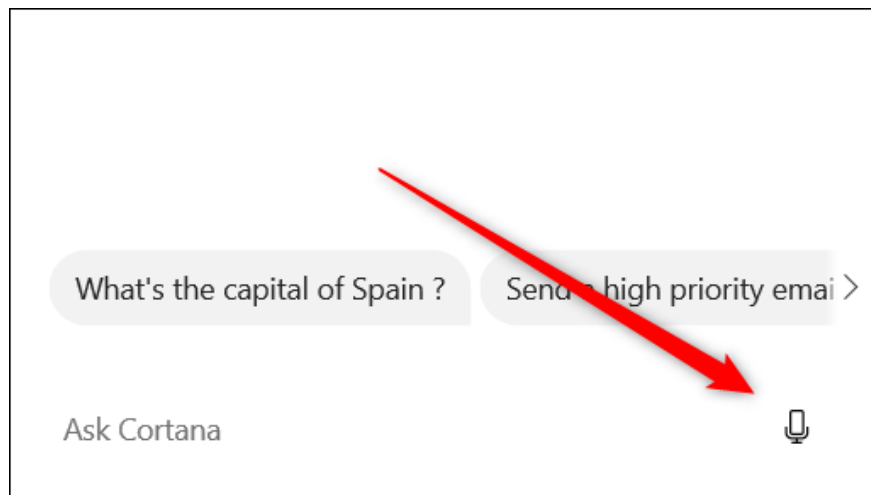 What's the capital of Spain ?
Send a high priority emai
Ask Cortana